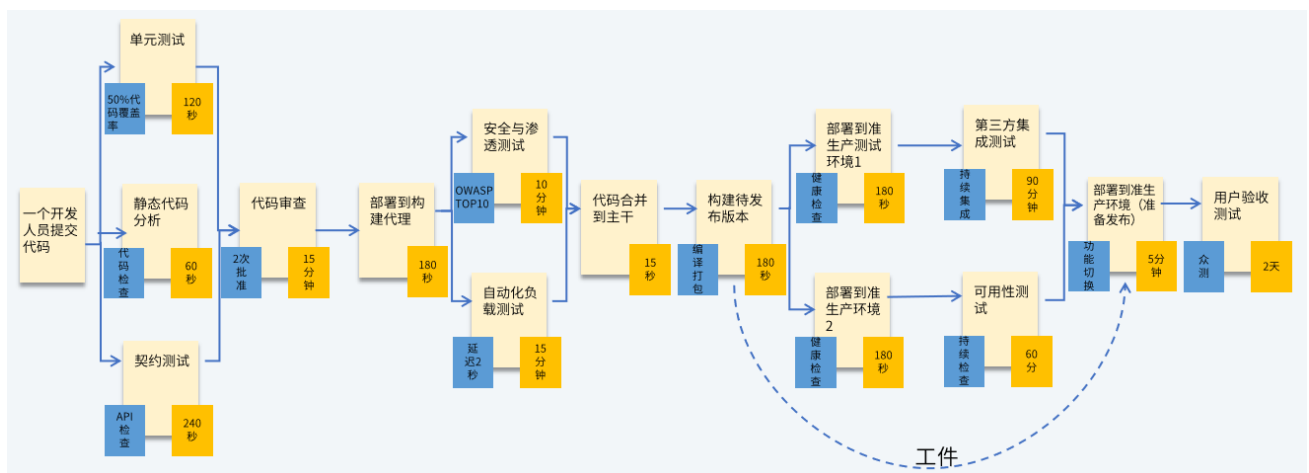 单元测试
50%代
码覆盖
率
120
秒
一个开发
人员提交
代码
静态代码
分析
代
码
检
查
60
秒
契约测试
API
检
查
240
秒
代码审查
2次
批
准
15
分
钟
部署到构
建代理
180
秒
安全与渗
透测试
OWASP
TOP10
10
分
钟
自动化负
载测试
延
迟2
秒
15
分
钟
代码合并
到主干
15
秒
构建待发
布版本
编
译
打
包
180
秒
部署到准
生产测试
环境1
健
康
检
查
180
秒
部署到准
生产环境
2
健
康
检
查
180
秒
第三方集
成测试
持
续
集
成
90
分
钟
可用性测
试
持
续
检
查
60
分
部署到准生
产环境（准
备发布）
功
能
切
换
5分
钟
用户验收
测试
众
测
2天
工件